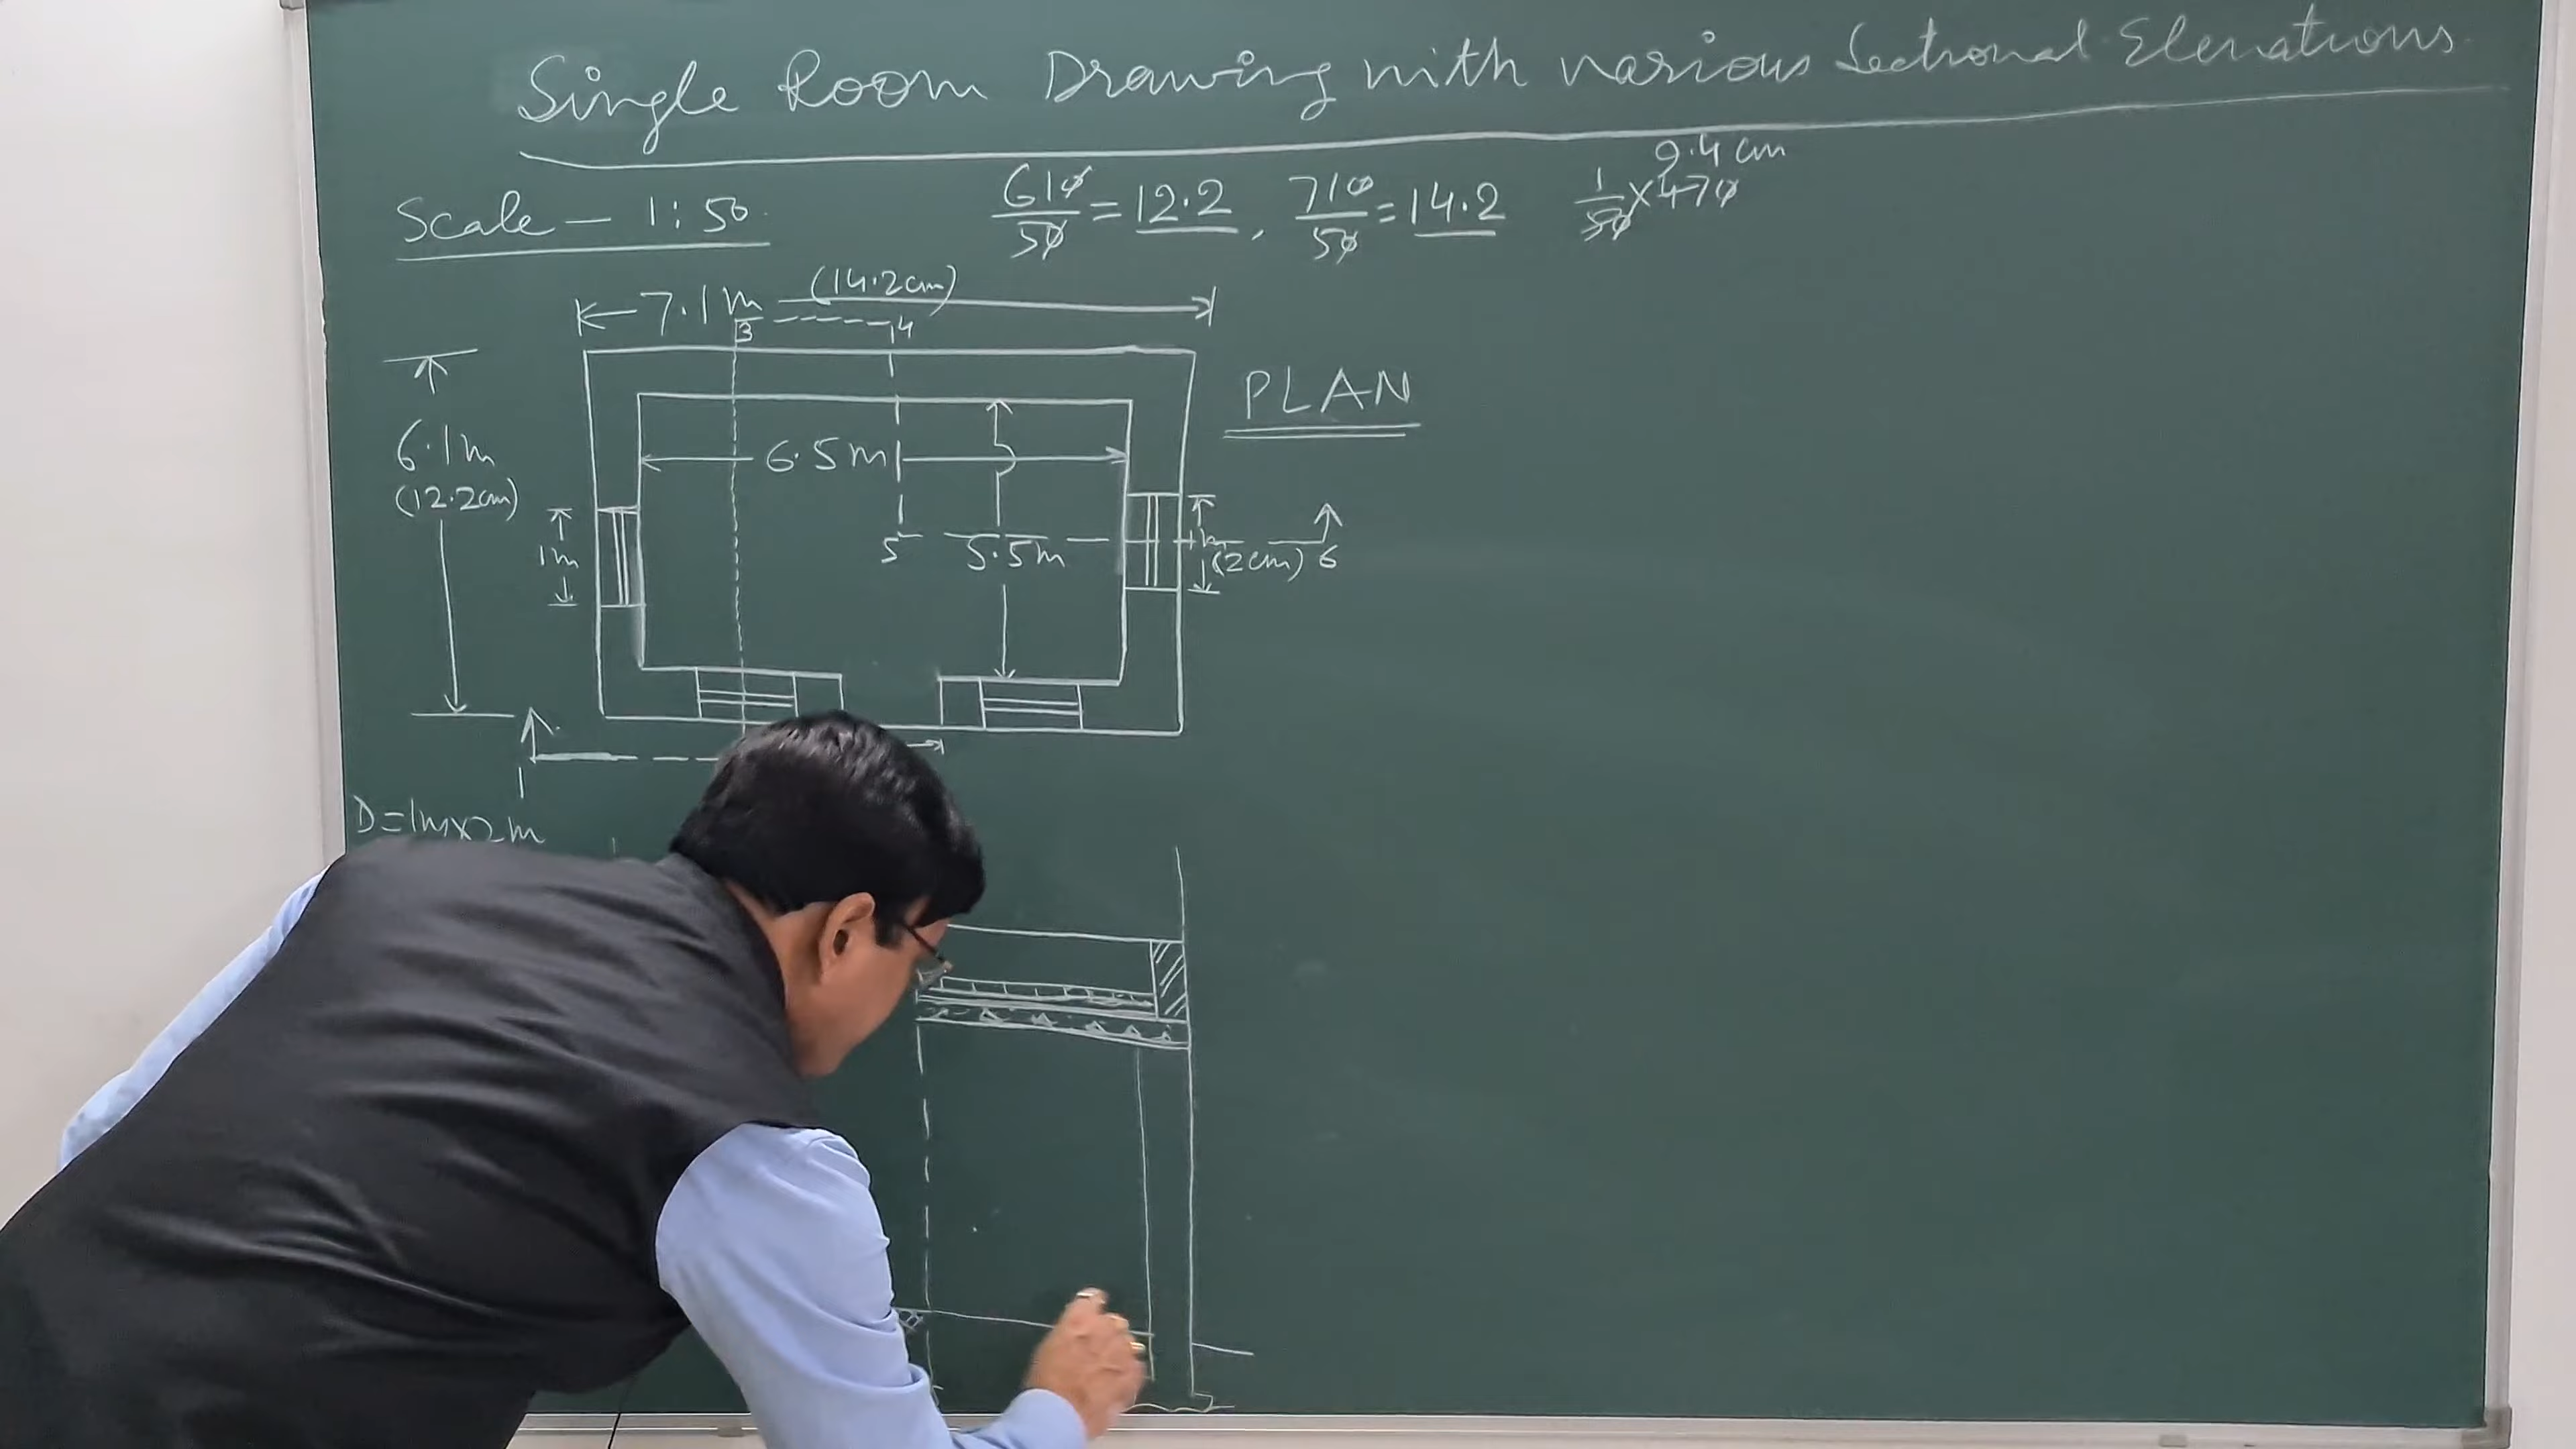 Single Room Drawing with various Sectional Elevations.
Scale - 1:50.
610/50 = 12.2, 710/50 = 14.2
1/50 x 470 9.4 cm
7.1 m (14.2cm)
3 4
PLAN
6.1m
(12.2cm)
6.5m
1m
5 5.5m
1m
(2cm) 6
1
D=1mx2m